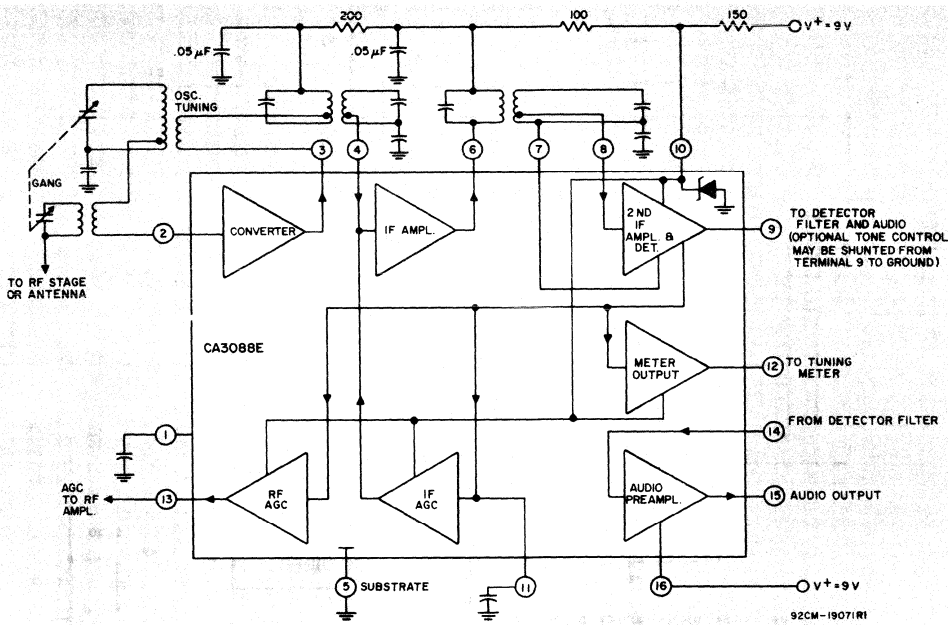 200
100
150
V+ = 9V
.05 µF
.05 µF
OSC.
TUNING
3
4
6
7
8
10
GANG
2
CONVERTER
IF AMPL.
2 ND
IF
AMPL. &
DET.
9
TO DETECTOR
FILTER AND AUDIO
(OPTIONAL TONE CONTROL
MAY BE SHUNTED FROM
TERMINAL 9 TO GROUND)
TO RF STAGE
OR ANTENNA
CA3088E
METER
OUTPUT
12
TO TUNING
METER
1
14
FROM DETECTOR FILTER
AGC
TO RF
AMPL.
13
RF
AGC
IF
AGC
AUDIO
PREAMPL.
15
AUDIO OUTPUT
5
SUBSTRATE
11
16
V+ = 9V
92CM-19071R1